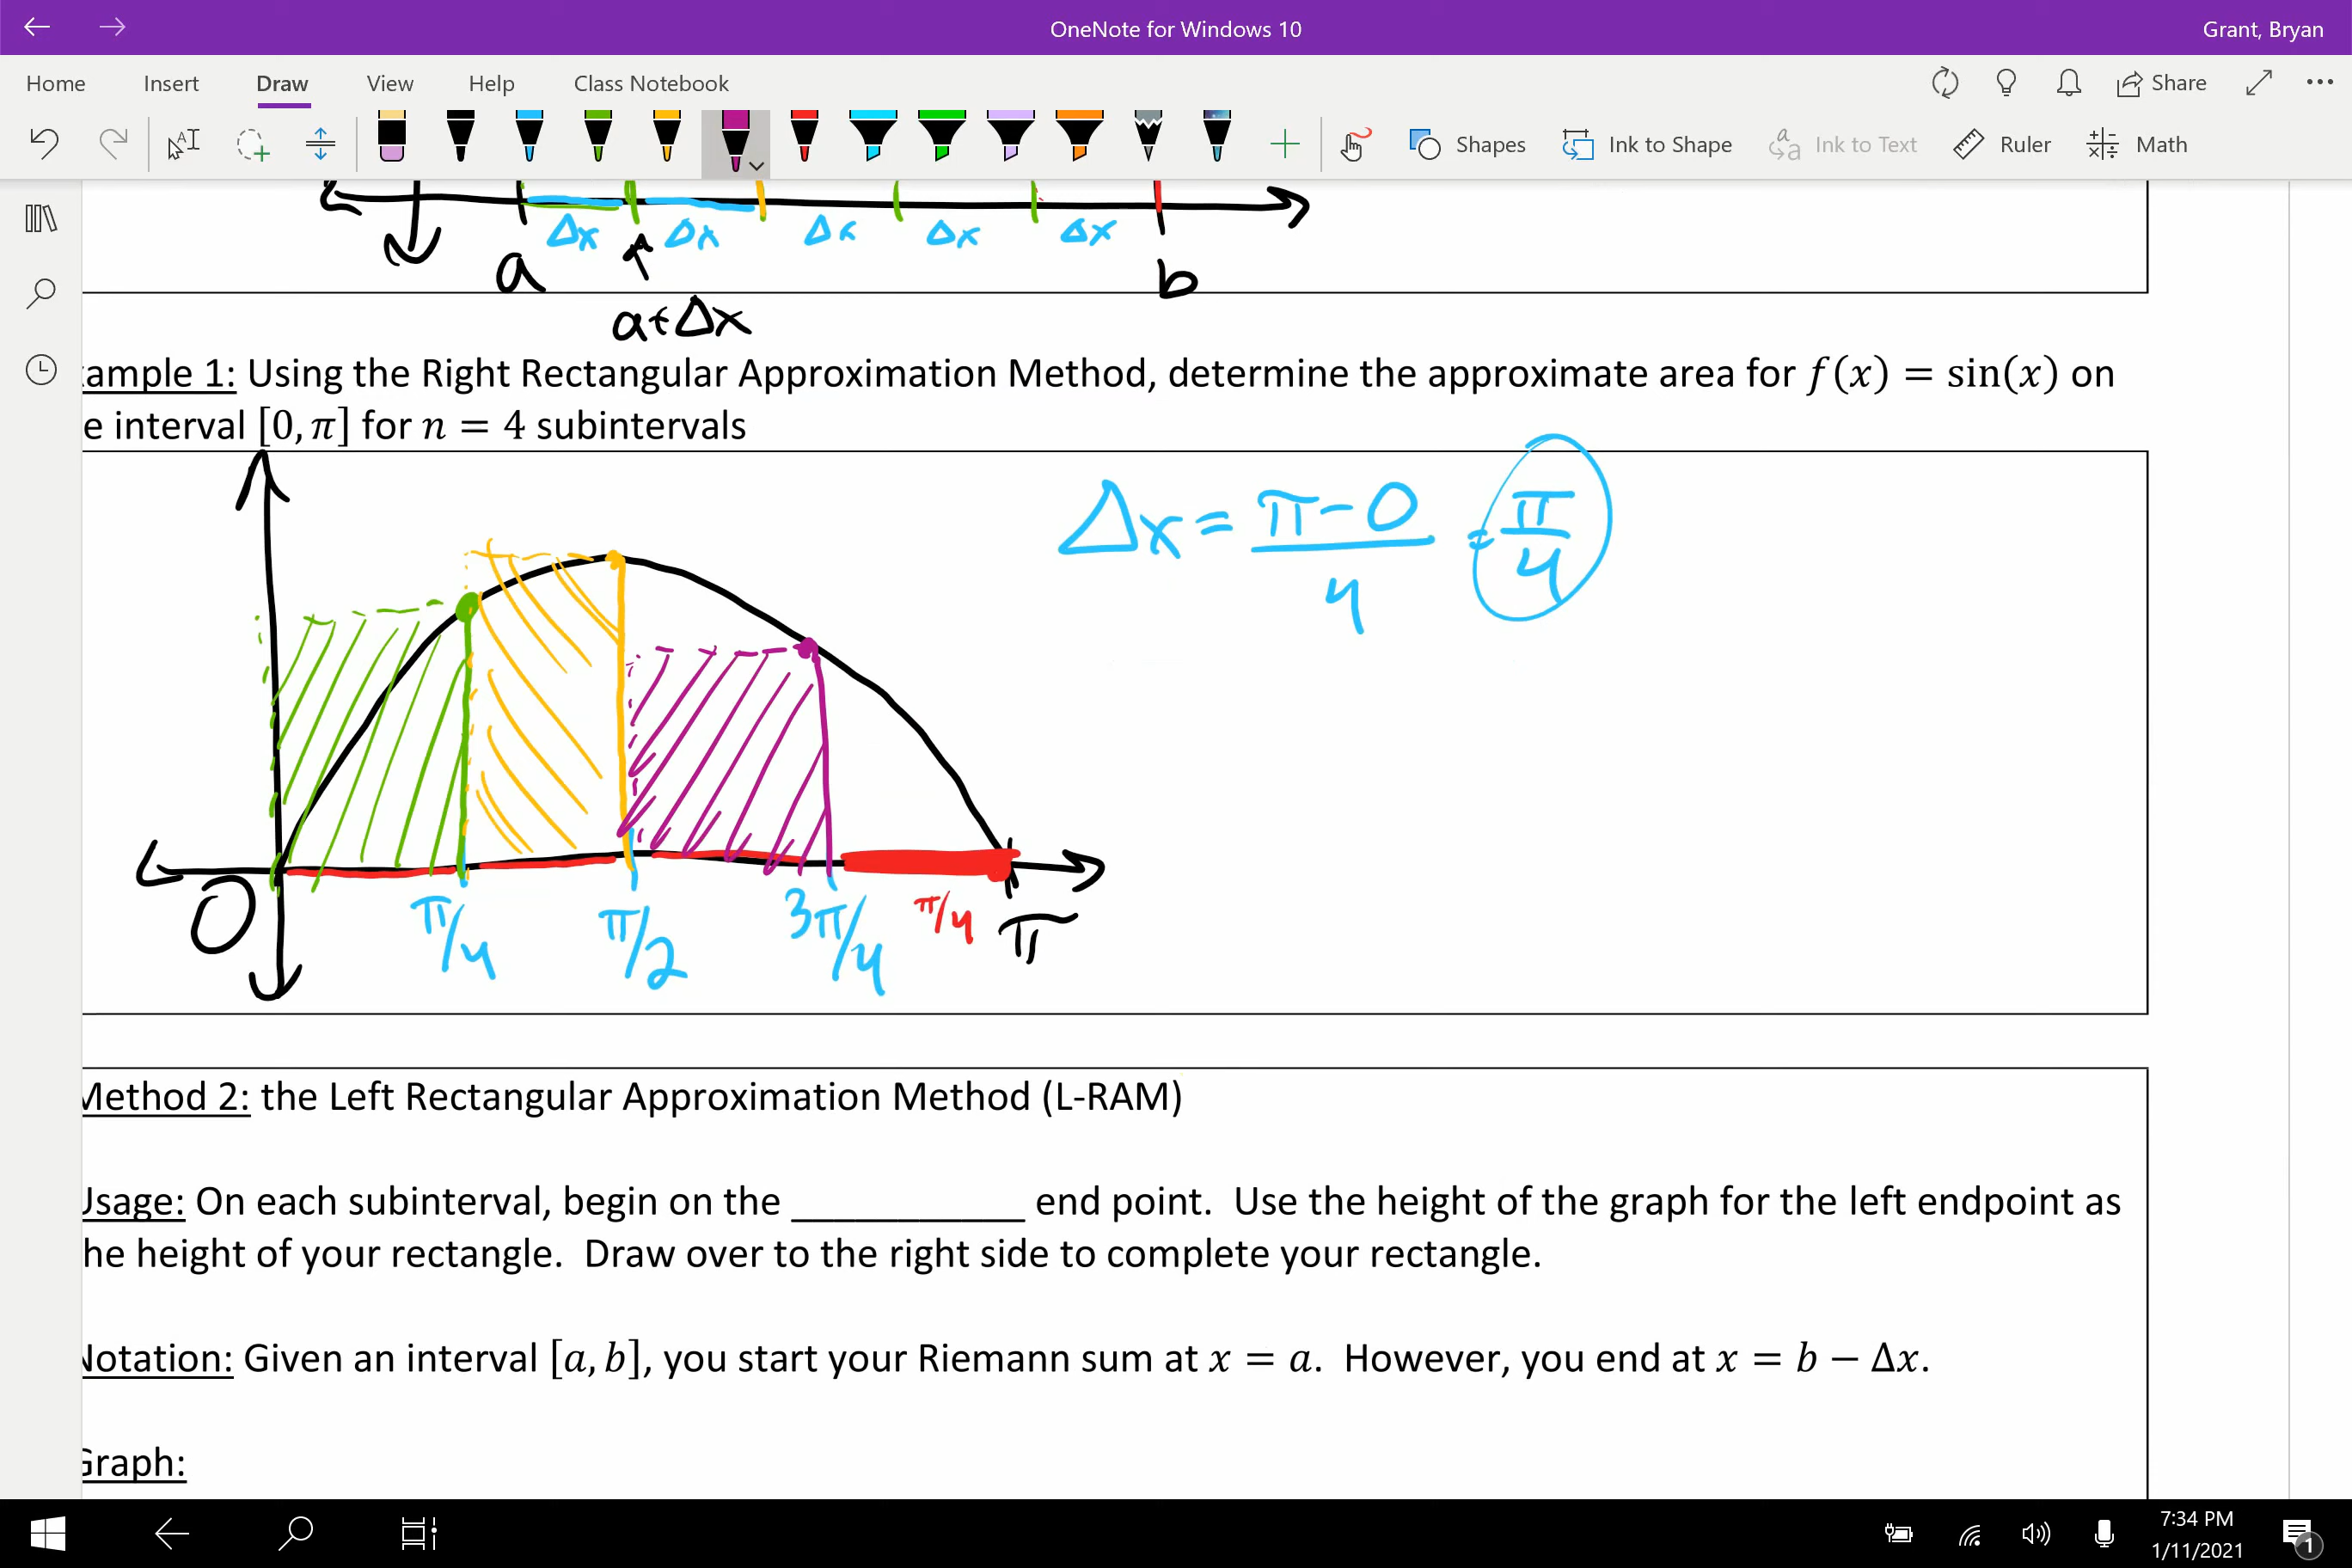 OneNote for Windows 10
Grant, Bryan
Home Insert Draw View Help Class Notebook
Share
Shapes Ink to Shape Ink to Text Ruler Math
Δx Δx Δx Δx Δx
a b
a+Δx
ample 1: Using the Right Rectangular Approximation Method, determine the approximate area for f(x) = sin(x) on
e interval [0, π] for n = 4 subintervals
Δx = π-0/4 = π/4
0 π/4 π/2 3π/4 π/4 π
Method 2: the Left Rectangular Approximation Method (L-RAM)
Usage: On each subinterval, begin on the ___________ end point. Use the height of the graph for the left endpoint as
he height of your rectangle. Draw over to the right side to complete your rectangle.
Notation: Given an interval [a, b], you start your Riemann sum at x = a. However, you end at x = b − Δx.
Graph:
7:34 PM
1/11/2021
1